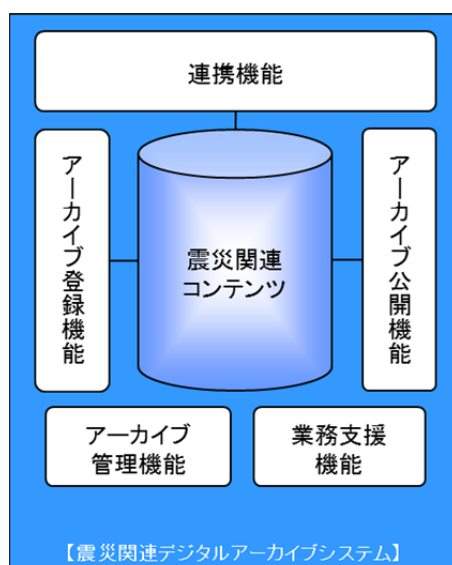 連携機能
アーカイブ登録機能
震災関連
コンテンツ
アーカイブ公開機能
アーカイブ
管理機能
業務支援
機能
【震災関連デジタルアーカイブシステム】